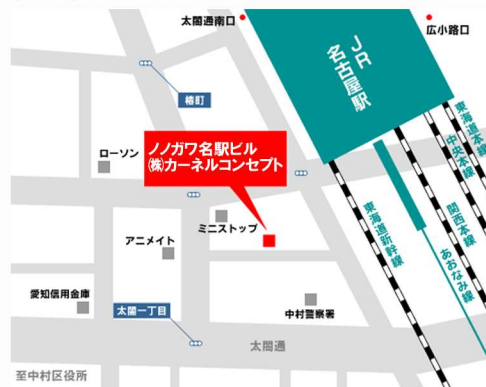 太閤通南口
広小路口
JR
名古屋駅
椿町
ローソン
ノノガワ名駅ビル
㈱カーネルコンセプト
東海道本線
中央本線
関西本線
あおなみ線
東海道新幹線
ミニストップ
アニメイト
愛知信用金庫
太閤一丁目
中村警察署
太閤通
至中村区役所